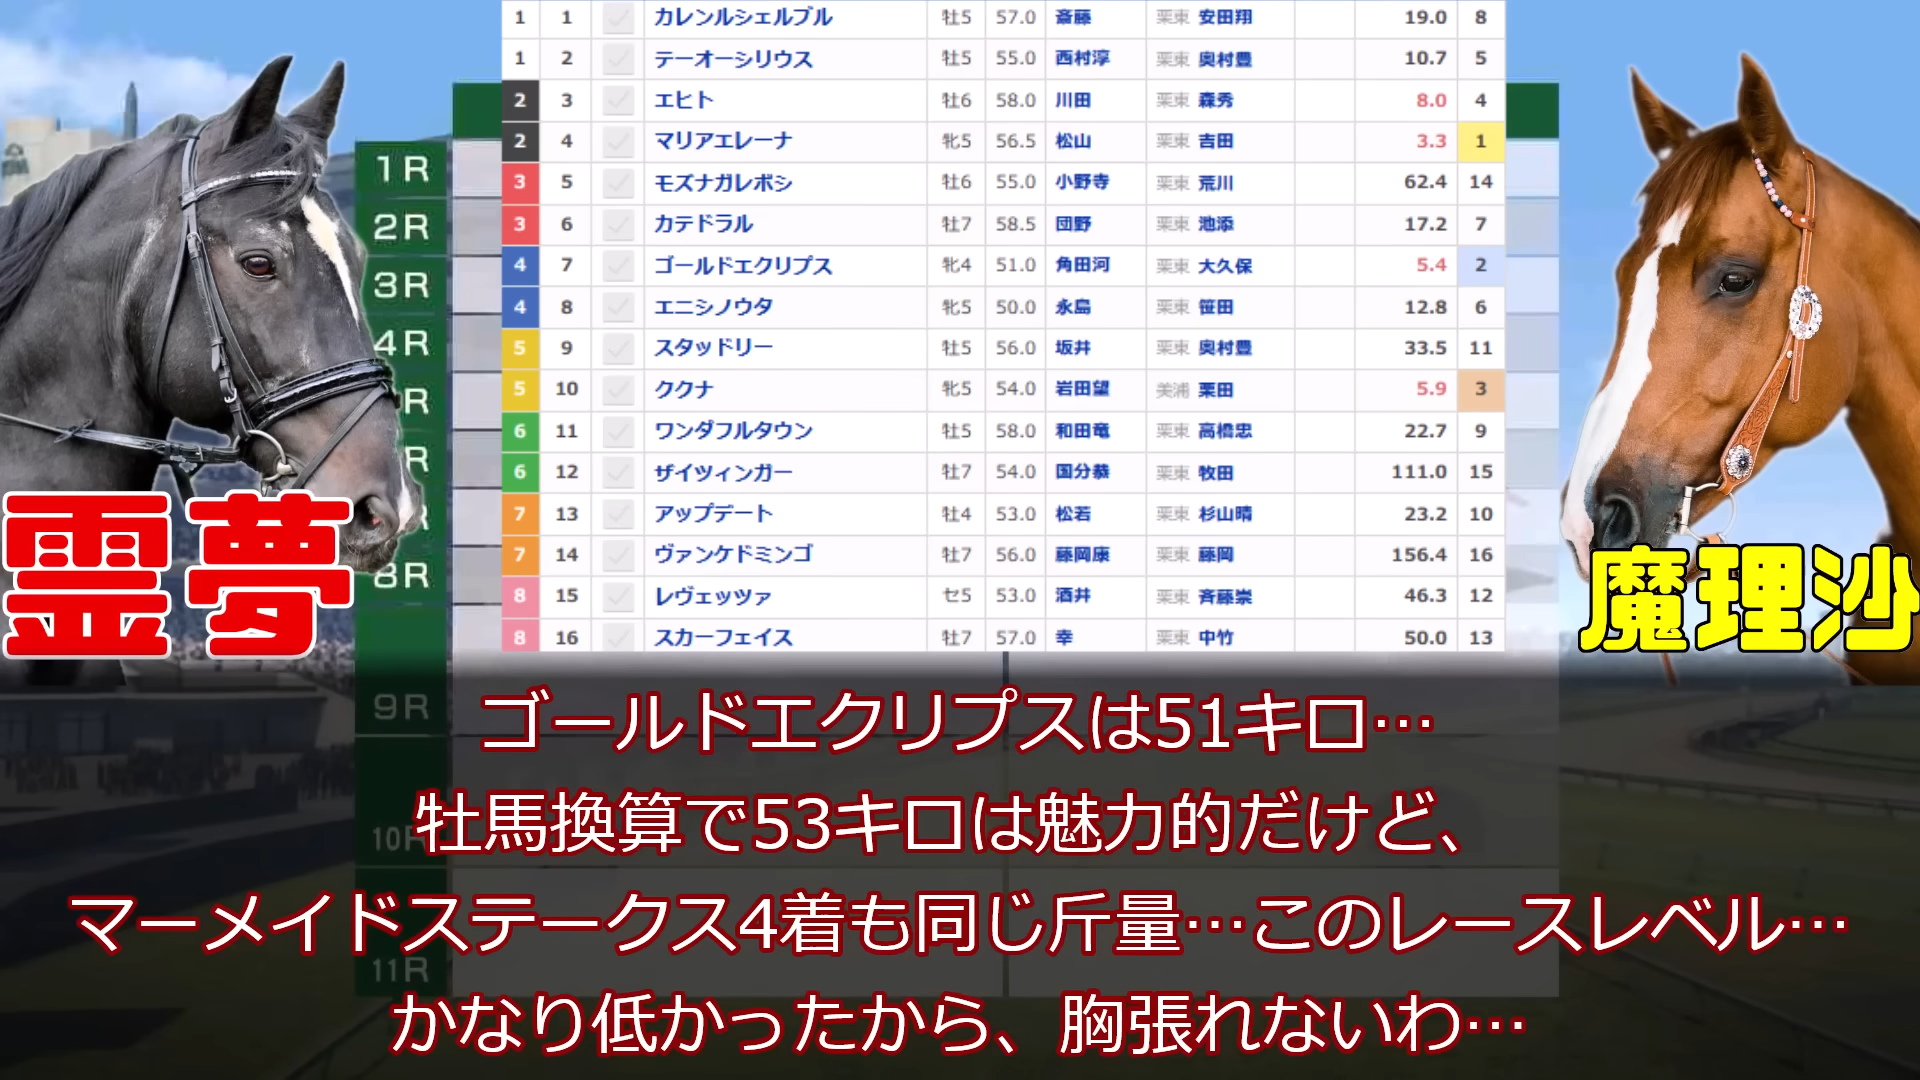 1 1 カレンルシェルブル 牡5 57.0 斎藤 栗東 安田翔 19.0 8
1 2 テーオーシリウス 牡5 55.0 西村淳 栗東 奥村豊 10.7 5
2 3 エヒト 牡6 58.0 川田 栗東 森秀 8.0 4
2 4 マリアエレーナ 牝5 56.5 松山 栗東 吉田 3.3 1
3 5 モズナガレボシ 牡6 55.0 小野寺 栗東 荒川 62.4 14
3 6 カテドラル 牡7 58.5 団野 栗東 池添 17.2 7
4 7 ゴールドエクリプス 牝4 51.0 角田河 栗東 大久保 5.4 2
4 8 エニシノウタ 牝5 50.0 永島 栗東 笹田 12.8 6
5 9 スタッドリー 牡5 56.0 坂井 栗東 奥村豊 33.5 11
5 10 ククナ 牝5 54.0 岩田望 美浦 栗田 5.9 3
6 11 ワンダフルタウン 牡5 58.0 和田竜 栗東 高橋忠 22.7 9
6 12 ザイツィンガー 牡7 54.0 国分恭 栗東 牧田 111.0 15
7 13 アップデート 牡4 53.0 松若 栗東 杉山晴 23.2 10
7 14 ヴァンケドミンゴ 牡7 56.0 藤岡康 栗東 藤岡 156.4 16
8 15 レヴェッツァ セ5 53.0 酒井 栗東 斉藤崇 46.3 12
8 16 スカーフェイス 牡7 57.0 幸 栗東 中竹 50.0 13
1R
2R
3R
4R
R
R
8R
9R
10R
11R
霊夢
魔理沙
ゴールドエクリプスは51キロ…
牡馬換算で53キロは魅力的だけど、
マーメイドステークス4着も同じ斤量…このレースレベル…
かなり低かったから、胸張れないわ…